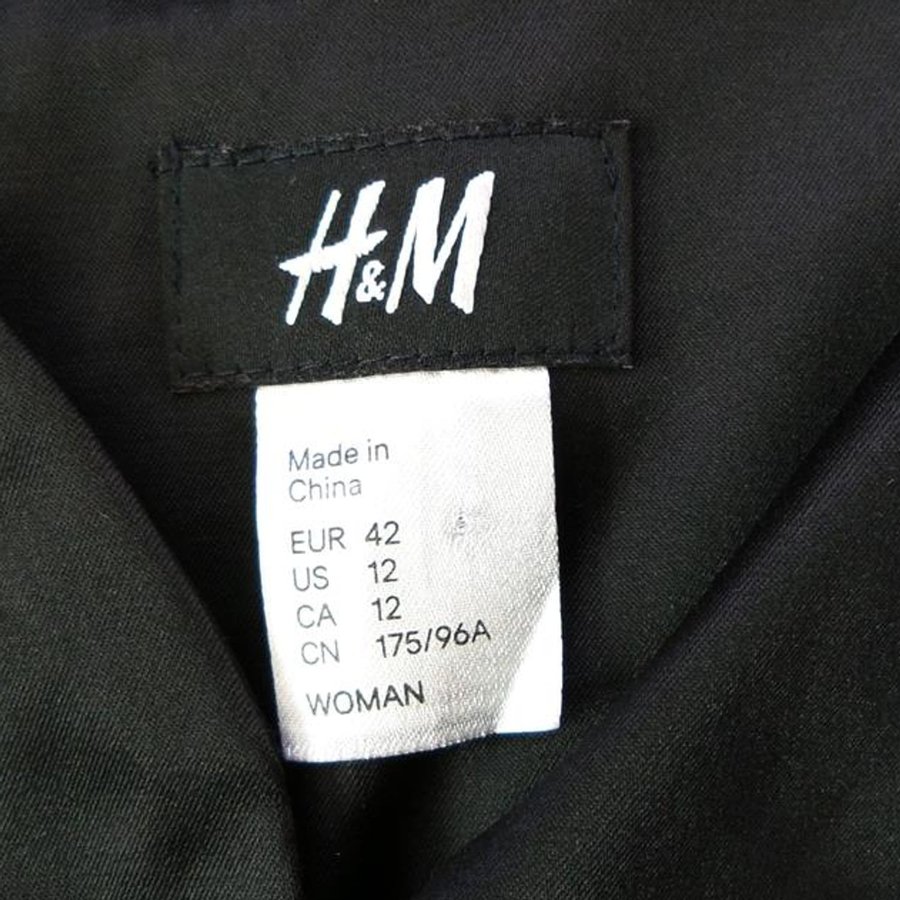 H&M
Made in
China
EUR 42
US 12
CA 12
CN 175/96A
WOMAN